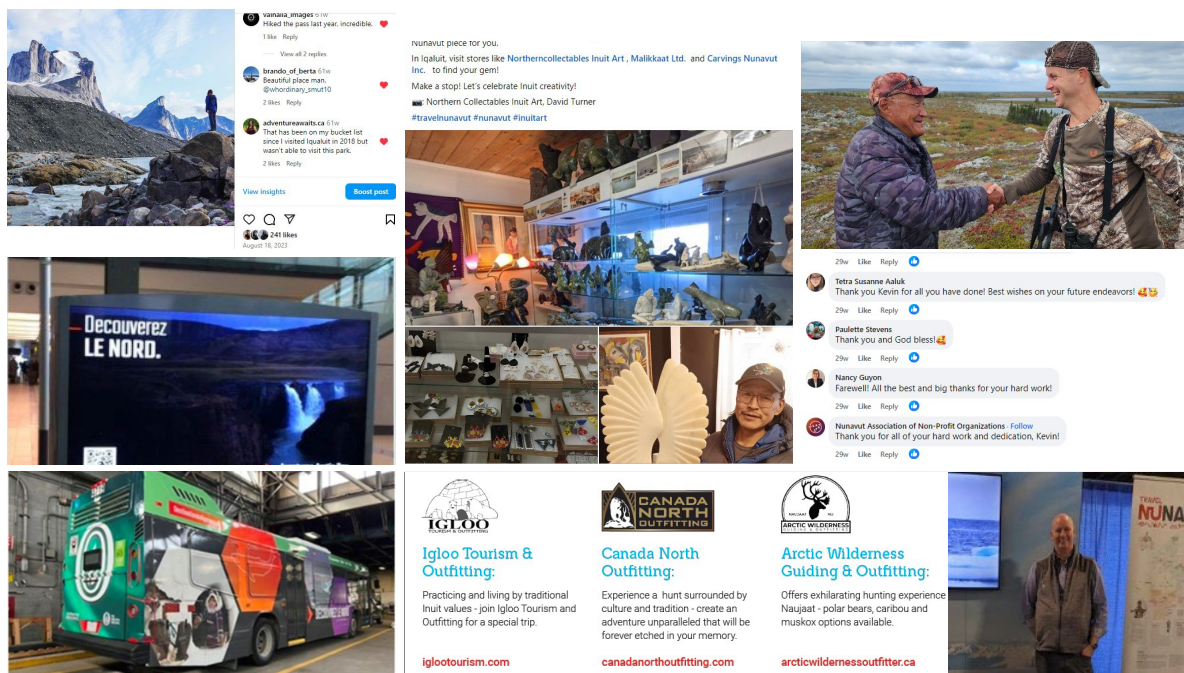 valhalla_images 61w
Hiked the pass last year, incredible.
1 like Reply
View all 2 replies
brando_of_berta 61w
Beautiful place man.
@whordinary_smut10
2 likes Reply
adventureawaits.ca 61w
That has been on my bucket list
since I visited Iqualuit in 2018 but
wasn't able to visit this park.
2 likes Reply
View insights
Boost post
241 likes
August 18, 2023
Nunavut piece for you.
In Iqaluit, visit stores like Northerncollectables Inuit Art , Malikkaat Ltd. and Carvings Nunavut
Inc. to find your gem!
Make a stop! Let's celebrate Inuit creativity!
: Northern Collectables Inuit Art, David Turner
#travelnunavut #nunavut #inuitart
29w Like Reply
Tetra Susanne Aaluk
Thank you Kevin for all you have done! Best wishes on your future endeavors!
29w Like Reply
Paulette Stevens
Thank you and God bless!
29w Like Reply
Nancy Guyon
Farewell! All the best and big thanks for your hard work!
29w Like Reply
Nunavut Association of Non-Profit Organizations · Follow
Thank you for all of your hard work and dedication, Kevin!
29w Like Reply
Decouverez
LE NORD.
IGLOO
TOURISM & OUTFITTING
Igloo Tourism &
Outfitting:
Practicing and living by traditional
Inuit values - join Igloo Tourism and
Outfitting for a special trip.
iglootourism.com
CANADA
NORTH
OUTFITTING
Canada North
Outfitting:
Experience a hunt surrounded by
culture and tradition - create an
adventure unparalleled that will be
forever etched in your memory.
canadanorthoutfitting.com
NAUJAAT NU
ARCTIC WILDERNESS
GUIDING & OUTFITTING
Arctic Wilderness
Guiding & Outfitting:
Offers exhilarating hunting experience
Naujaat - polar bears, caribou and
muskox options available.
arcticwildernessoutfitter.ca
TRAVEL
NUNA